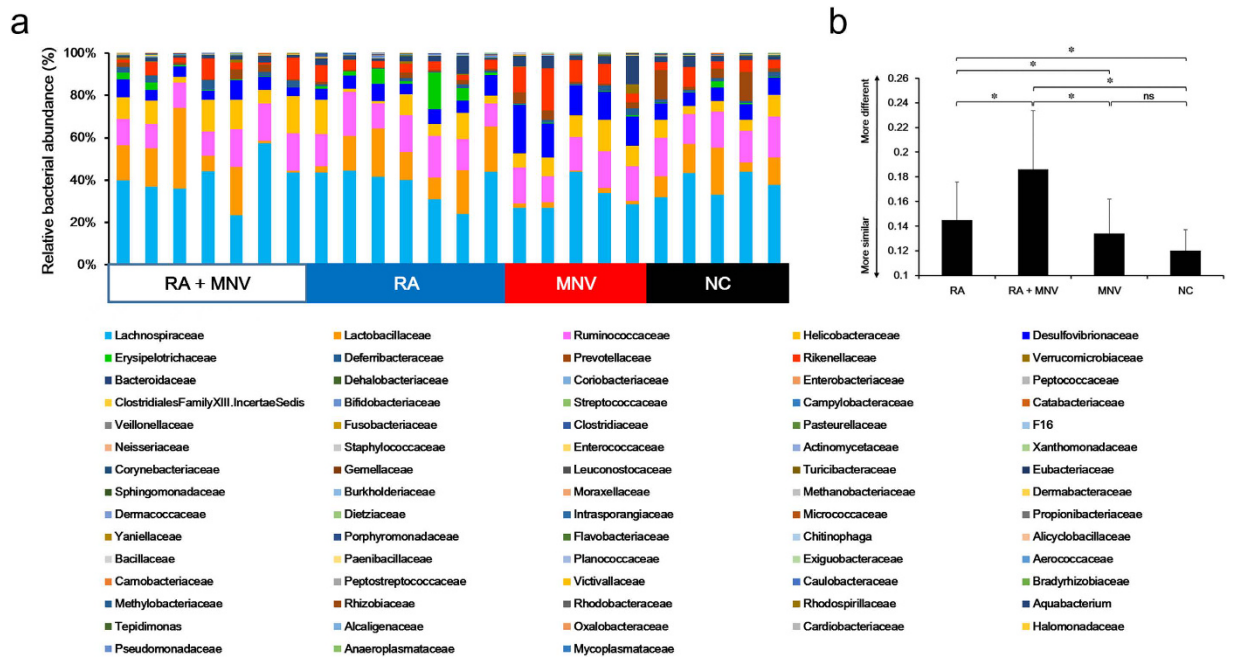 a
b
Relative bacterial abundance (%)
100%
80%
60%
40%
20%
0%
RA + MNV
RA
MNV
NC
More different
More similar
0.26
0.24
0.22
0.2
0.18
0.16
0.14
0.12
0.1
*
*
*
* * ns
RA RA + MNV MNV NC
Lachnospiraceae Lactobacillaceae Ruminococcaceae Helicobacteraceae Desulfovibrionaceae
Erysipelotrichaceae Deferribacteraceae Prevotellaceae Rikenellaceae Verrucomicrobiaceae
Bacteroidaceae Dehalobacteriaceae Coriobacteriaceae Enterobacteriaceae Peptococcaceae
ClostridialesFamilyXIII.IncertaeSedis Bifidobacteriaceae Streptococcaceae Campylobacteraceae Catabacteriaceae
Veillonellaceae Fusobacteriaceae Clostridiaceae Pasteurellaceae F16
Neisseriaceae Staphylococcaceae Enterococcaceae Actinomycetaceae Xanthomonadaceae
Corynebacteriaceae Gemellaceae Leuconostocaceae Turicibacteraceae Eubacteriaceae
Sphingomonadaceae Burkholderiaceae Moraxellaceae Methanobacteriaceae Dermabacteraceae
Dermacoccaceae Dietziaceae Intrasporangiaceae Micrococcaceae Propionibacteriaceae
Yaniellaceae Porphyromonadaceae Flavobacteriaceae Chitinophaga Alicyclobacillaceae
Bacillaceae Paenibacillaceae Planococcaceae Exiguobacteraceae Aerococcaceae
Carnobacteriaceae Peptostreptococcaceae Victivallaceae Caulobacteraceae Bradyrhizobiaceae
Methylobacteriaceae Rhizobiaceae Rhodobacteraceae Rhodospirillaceae Aquabacterium
Tepidimonas Alcaligenaceae Oxalobacteraceae Cardiobacteriaceae Halomonadaceae
Pseudomonadaceae Anaeroplasmataceae Mycoplasmataceae